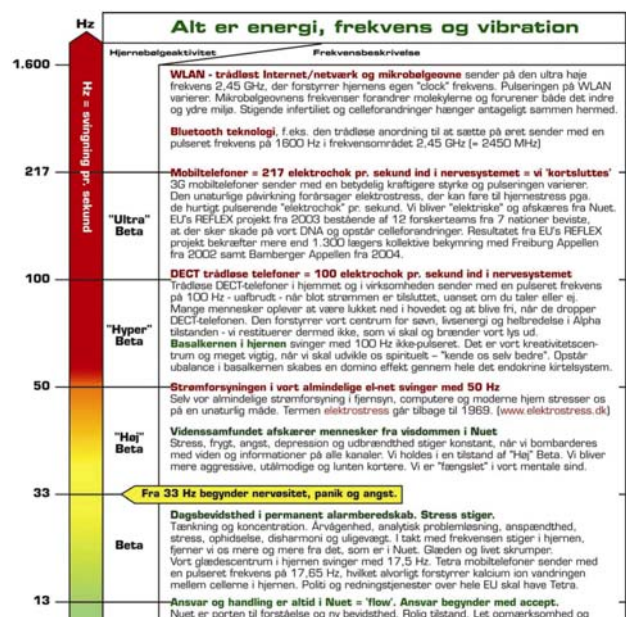 Hz
Alt er energi, frekvens og vibration
Hjernebølgeaktivitet
Frekvensbeskrivelse
1.600
WLAN - trådløst Internet/netværk og mikrobølgeovne sender på den ultra høje
frekvens 2,45 GHz, der forstyrrer hjernens egen "clock" frekvens. Pulseringen på WLAN
varierer. Mikrobølgeovnens frekvenser forandrer molekylerne og forurener både det indre
og ydre miljø. Stigende infertiliet og celleforandringer hænger antageligt sammen hermed.
Bluetooth teknologi, f.eks. den trådløse anordning til at sætte på øret sender med en
pulseret frekvens på 1600 Hz i frekvensområdet 2,45 GHz (= 2450 MHz)
Hz = svingning pr. sekund
217
Mobiltelefoner = 217 elektrochok pr. sekund ind i nervesystemet = vi 'kortsluttes'
3G mobiltelefoner sender med en betydelig kraftigere styrke og pulseringen varierer.
Den unaturlige påvirkning forårsager elektrostress, der kan føre til hjernestress pga.
de hurtigt pulserende "elektrochok" pr. sekund. Vi bliver "elektriske" og afskæres fra Nuet.
EU's REFLEX projekt fra 2003 bestående af 12 forskerteams fra 7 nationer beviste,
at der sker skade på vort DNA og opstår celleforandringer. Resultatet fra EU's REFLEX
projekt bekræfter mere end 1.300 lægers kollektive bekymring med Freiburg Appellen
fra 2002 samt Bamberger Appellen fra 2004.
"Ultra"
Beta
100
DECT trådløse telefoner = 100 elektrochok pr. sekund ind i nervesystemet
Trådløse DECT-telefoner i hjemmet og i virksomheden sender med en pulseret frekvens
på 100 Hz - uafbrudt - når blot strømmen er tilsluttet, uanset om du taler eller ej.
Mange mennesker oplever at være lukket ned i hovedet og at blive fri, når de dropper
DECT-telefonen. Den forstyrrer vort centrum for søvn, livsenergi og helbredelse i Alpha
tilstanden - vi restituerer dermed ikke, som vi skal og brænder vort lys ud.
Basalkernen i hjernen svinger med 100 Hz ikke-pulseret. Det er vort kreativitetscen-
trum og meget vigtig, når vi skal udvikle os spirituelt – "kende os selv bedre". Opstår
ubalance i basalkernen skabes en domino effekt gennem hele det endokrine kirtelsystem.
"Hyper"
Beta
50
Strømforsyningen i vort almindelige el-net svinger med 50 Hz
Selv vor almindelige strømforsyning i fjernsyn, computere og moderne hjem stresser os
på en unaturlig måde. Termen elektrostress går tilbage til 1969. (www.elektrostress.dk)
Vidensamfundet afskærer mennesker fra visdommen i Nuet
Stress, frygt, angst, depression og udbrændthed stiger konstant, når vi bombarderes
med viden og informationer på alle kanaler. Vi holdes i en tilstand af "Høj" Beta. Vi bliver
mere aggressive, utålmodige og lunten kortere. Vi er "fængslet" i vort mentale sind.
"Høj"
Beta
33
Fra 33 Hz begynder nervøsitet, panik og angst.
Dagsbevidsthed i permanent alarmberedskab. Stress stiger.
Tænkning og koncentration. Årvågenhed, analytisk problemløsning, anspændthed,
stress, ophidselse, disharmoni og uligevægt. I takt med frekvensen stiger i hjernen,
fjerner vi os mere og mere fra det, som er i Nuet. Glæden og livet skrumper.
Vort glædescentrum i hjernen svinger med 17,5 Hz. Tetra mobiltelefoner sender med
en pulseret frekvens på 17,65 Hz, hvilket alvorligt forstyrrer kalcium ion vandringen
mellem cellerne i hjernen. Politi og redningstjenester over hele EU skal have Tetra.
Beta
13
Ansvar og handling er altid i Nuet = 'flow'. Ansvar begynder med accept.
Nuet er porten til forståelse og ny bevidsthed. Rolig tilstand. Let opmærksomhed og